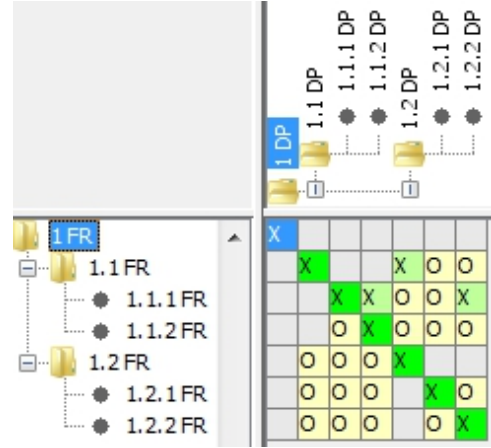 1 DP
1.1 DP
1.1.1 DP
1.1.2 DP
1.2 DP
1.2.1 DP
1.2.2 DP
1 FR X
1.1 FR X X O O
1.1.1 FR X X O O X
1.1.2 FR O X O O O
1.2 FR O O O X
1.2.1 FR O O O X O
1.2.2 FR O O O O X